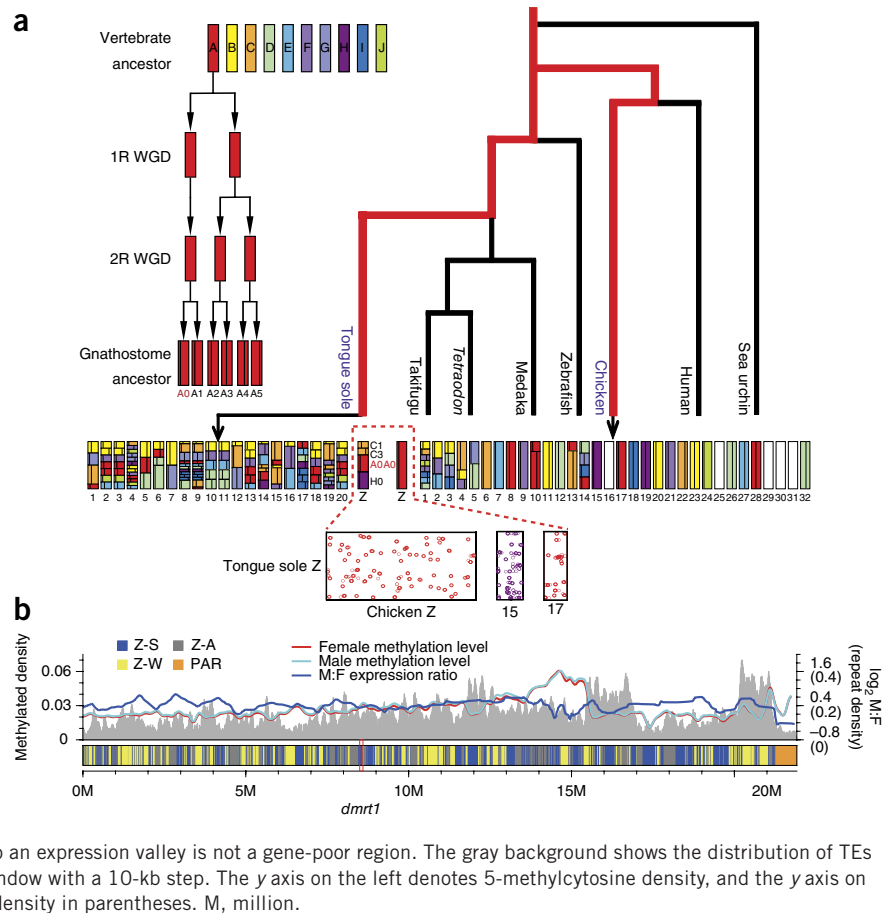 a
Vertebrate
ancestor
A B C D E F G H I J
1R WGD
2R WGD
Gnathostome
ancestor
A0 A1 A2 A3 A4 A5
Tongue sole
Takifugu
Tetraodon
Medaka
Zebrafish
Chicken
Human
Sea urchin
C1
C3
A0A0
H0
1 2 3 4 5 6 7 8 9 10 11 12 13 14 15 16 17 18 19 20 Z Z 1 2 3 4 5 6 7 8 9 10 11 12 13 14 15 16 17 18 19 20 21 22 23 24 25 26 27 28 29 30 31 32
Tongue sole Z
Chicken Z 15 17
b
Methylated density
0.06
0.03
0
Z-S Z-A
Z-W PAR
Female methylation level
Male methylation level
M:F expression ratio
1.6
(0.4)
0.4
(0.2)
−0.8
(0)
log2 M:F
(repeat density)
0M 5M 10M 15M 20M
dmrt1
o an expression valley is not a gene-poor region. The gray background shows the distribution of TEs
ndow with a 10-kb step. The y axis on the left denotes 5-methylcytosine density, and the y axis on
density in parentheses. M, million.